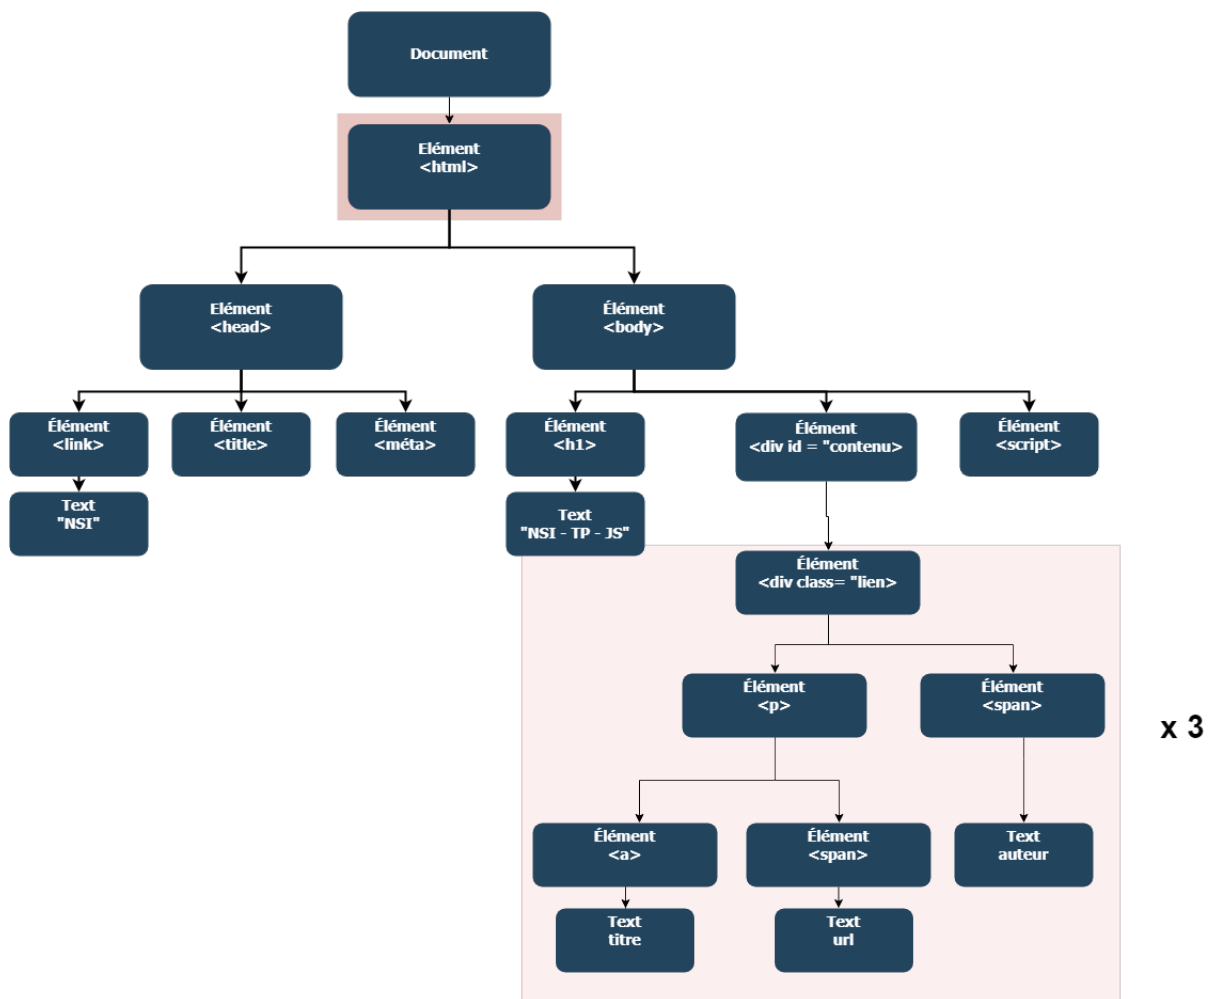 Document
Elément
<html>
Elément
<head>
Élément
<body>
Élément
<link>
Élément
<title>
Élément
<méta>
Élément
<h1>
Élément
<div id = "contenu>
Élément
<script>
Text
"NSI"
Text
"NSI - TP - JS"
Élément
<div class= "lien>
Élément
<p>
Élément
<span>
x 3
Élément
<a>
Élément
<span>
Text
auteur
Text
titre
Text
url